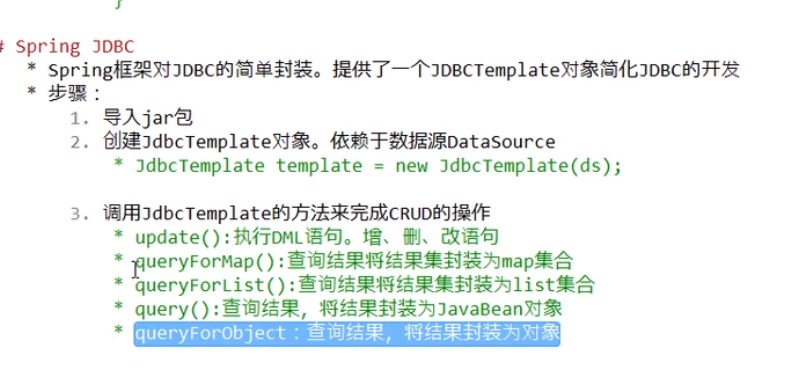 }
# Spring JDBC
* Spring框架对JDBC的简单封装。提供了一个JDBCTemplate对象简化JDBC的开发
* 步骤：
1. 导入jar包
2. 创建JdbcTemplate对象。依赖于数据源DataSource
* JdbcTemplate template = new JdbcTemplate(ds);
3. 调用JdbcTemplate的方法来完成CRUD的操作
* update():执行DML语句。增、删、改语句
* queryForMap():查询结果将结果集封装为map集合
* queryForList():查询结果将结果集封装为list集合
* query():查询结果，将结果封装为JavaBean对象
* queryForObject：查询结果，将结果封装为对象